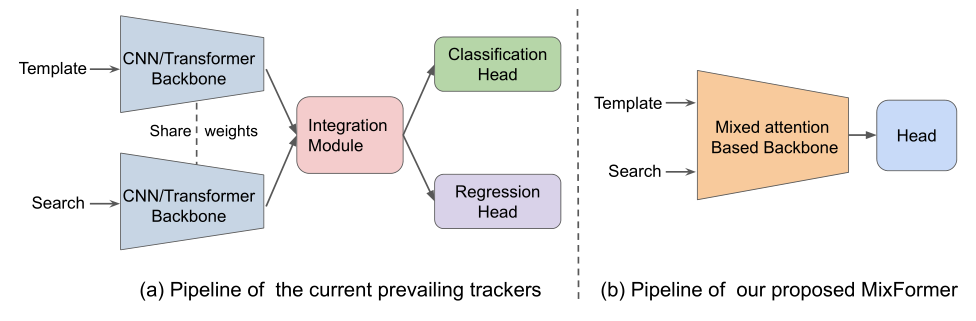 Template
CNN/Transformer
Backbone
Share weights
Search
CNN/Transformer
Backbone
Integration
Module
Classification
Head
Regression
Head
(a) Pipeline of the current prevailing trackers
Template
Search
Mixed attention
Based Backbone
Head
(b) Pipeline of our proposed MixFormer